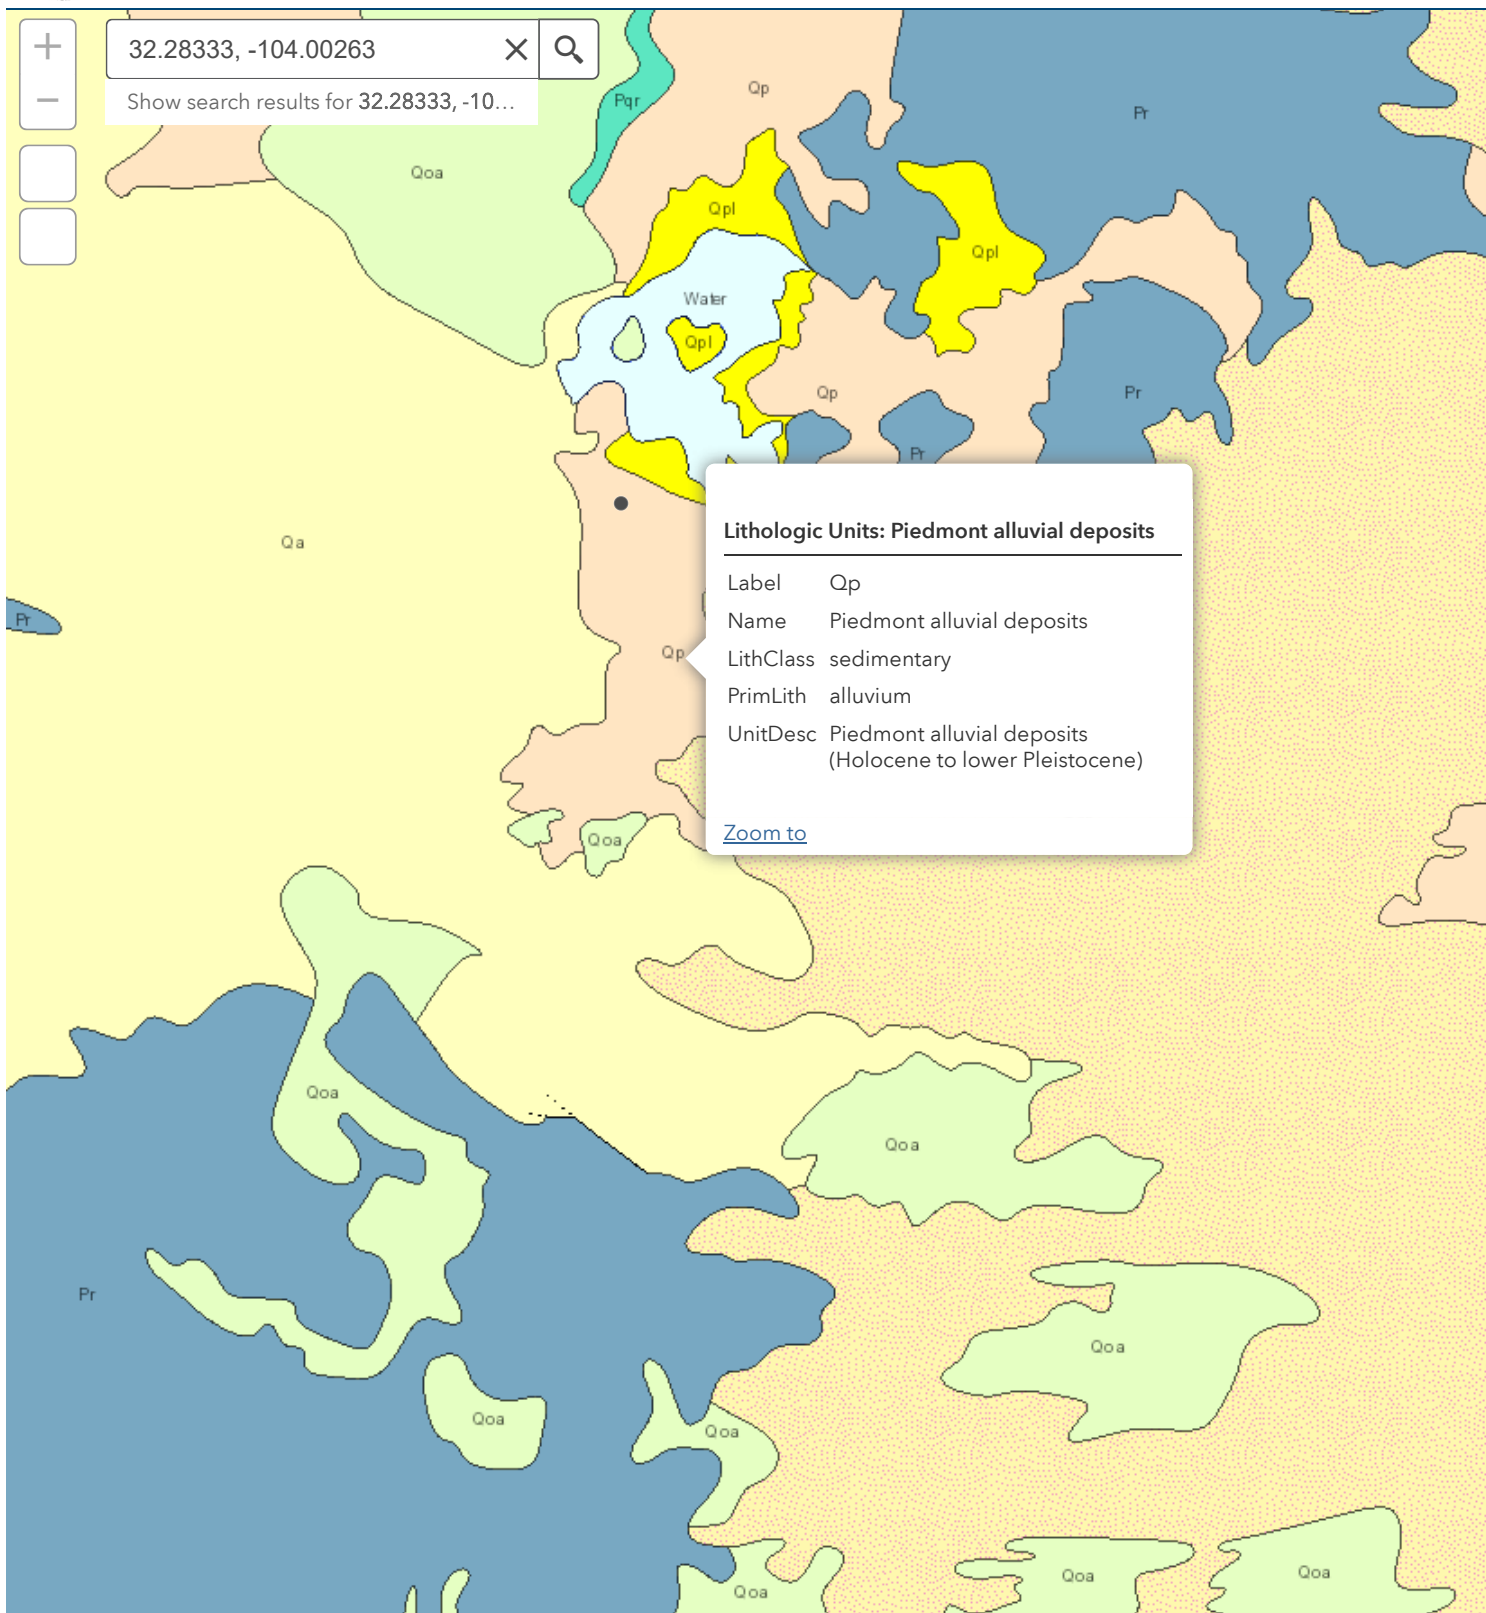 +
32.28333, -104.00263
−
Show search results for 32.28333, -10...
Pqr
Qp
Pr
Qoa
Qpl
Qpl
Water
Qpl
Qp
Pr
Pr
Qa
Lithologic Units: Piedmont alluvial deposits
Label Qp
Name Piedmont alluvial deposits
LithClass sedimentary
PrimLith alluvium
UnitDesc Piedmont alluvial deposits
(Holocene to lower Pleistocene)
Zoom to
Pr
Qp
Qoa
Qoa
Qoa
Pr
Qoa
Qoa
Qoa
Qoa
Qoa
Qoa